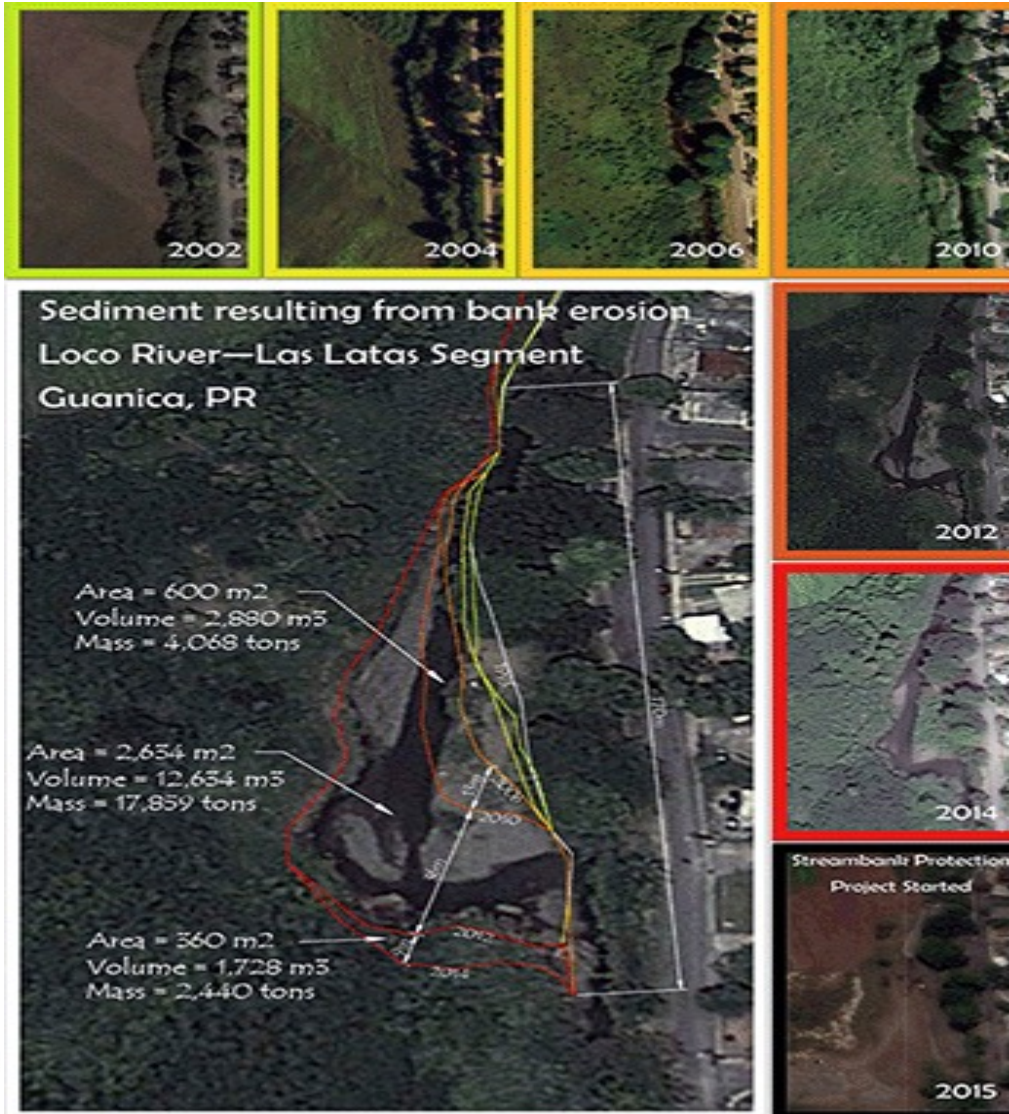 2002
2004
2006
2010
Sediment resulting from bank erosion
Loco River—Las Latas Segment
Guanica, PR
2012
Area = 600 m2
Volume = 2,880 m3
Mass = 4,068 tons
170m
Area = 2,634 m2
Volume = 12,634 m3
Mass = 17,859 tons
2006
2010
2014
Streambank Protection
Project Started
Area = 360 m2
Volume = 1,728 m3
Mass = 2,440 tons
2012
2014
2015